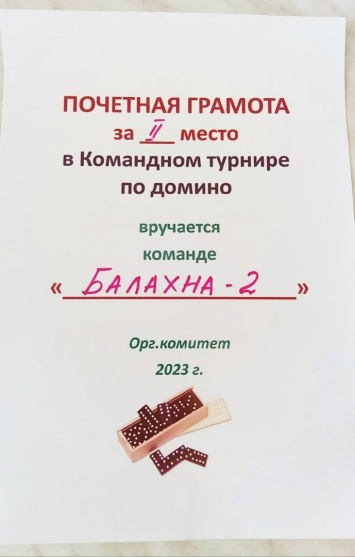 ПОЧЕТНАЯ ГРАМОТА
за II место
в Командном турнире
по домино
вручается
команде
« БАЛАХНА - 2 »
Орг.комитет
2023 г.